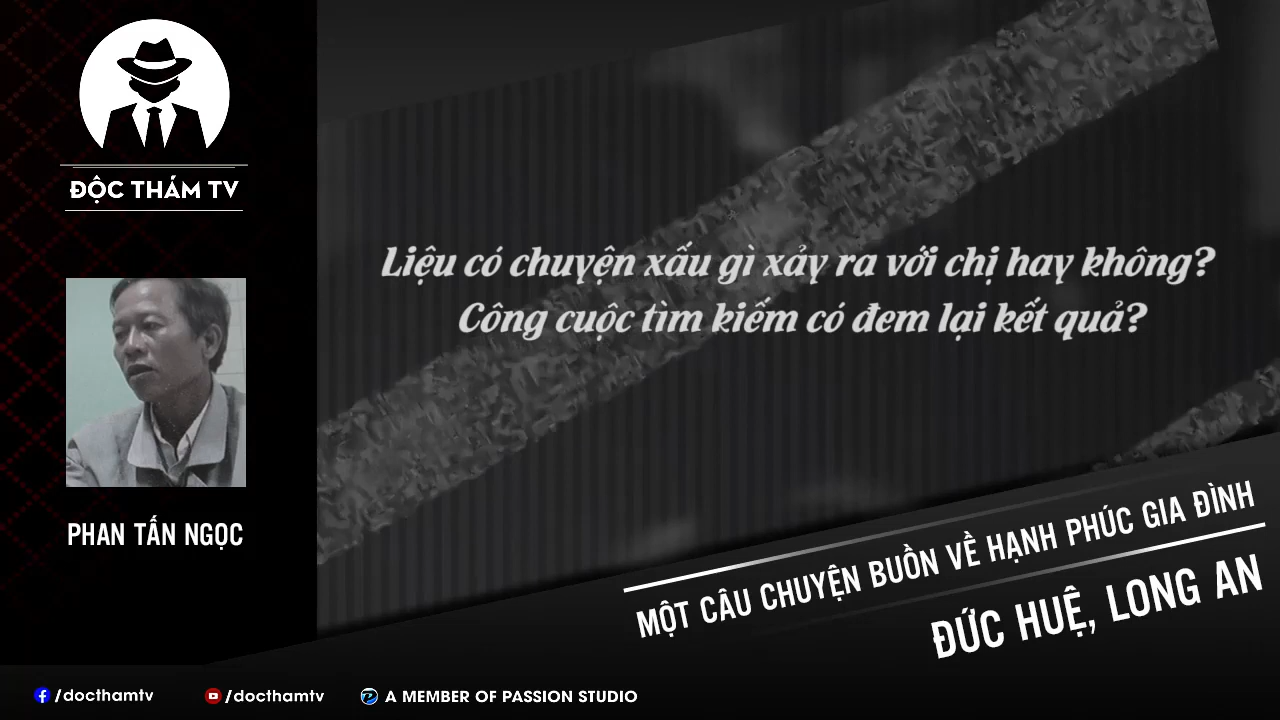 ĐỘC THÁM TV
PHAN TẤN NGỌC
Liệu có chuyện xấu gì xảy ra với chị hay không?
Công cuộc tìm kiếm có đem lại kết quả?
MỘT CÂU CHUYỆN BUỒN VỀ HẠNH PHÚC GIA ĐÌNH
ĐỨC HUỆ, LONG AN
/docthamtv
/docthamtv
A MEMBER OF PASSION STUDIO